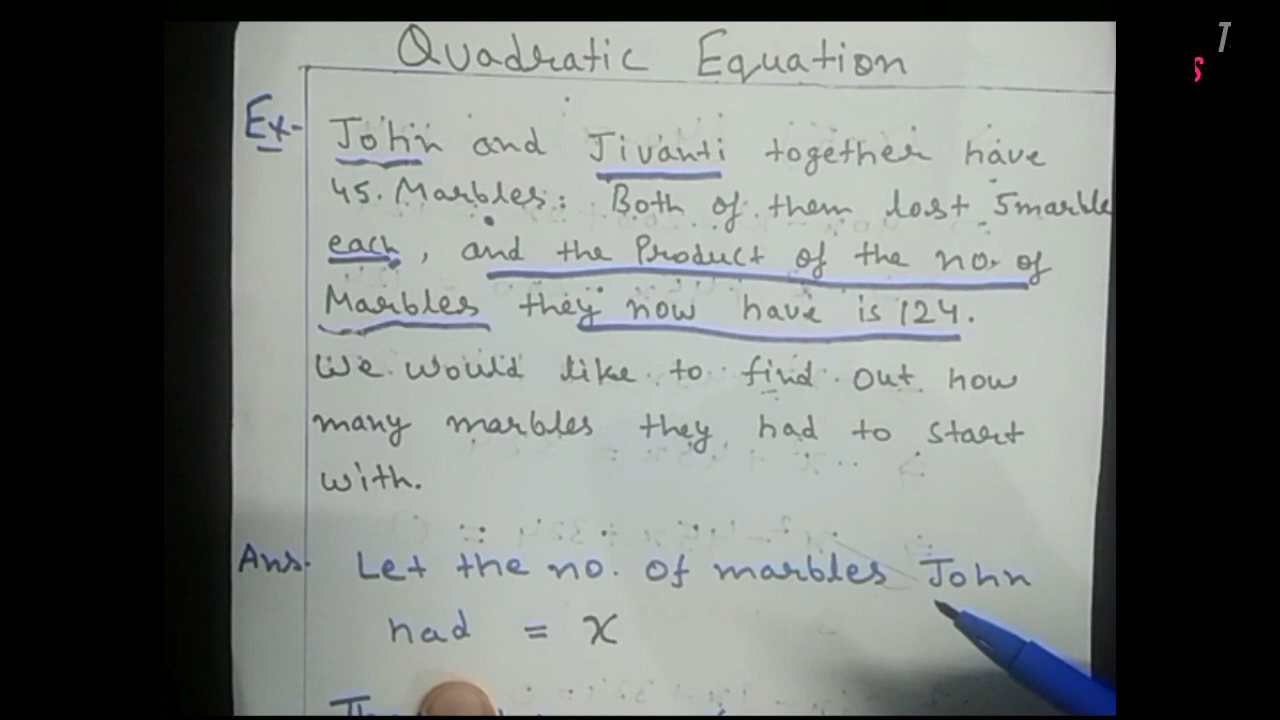 Quadratic Equation
Ex- John and Jivanti together have
45. Marbles: Both of them lost 5marble
each, and the Product of the no. of
Marbles they now have is 124.
We would like to find out how
many marbles they had to start
with.
Ans. Let the no. of marbles John
had = x